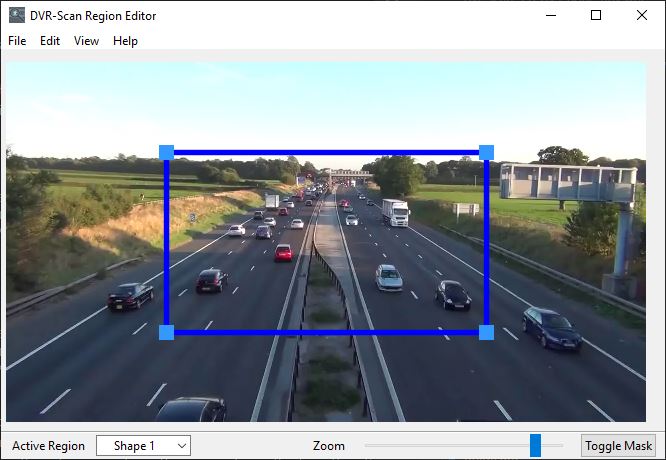 DVR-Scan Region Editor
File Edit View Help
Active Region Shape 1 Zoom Toggle Mask